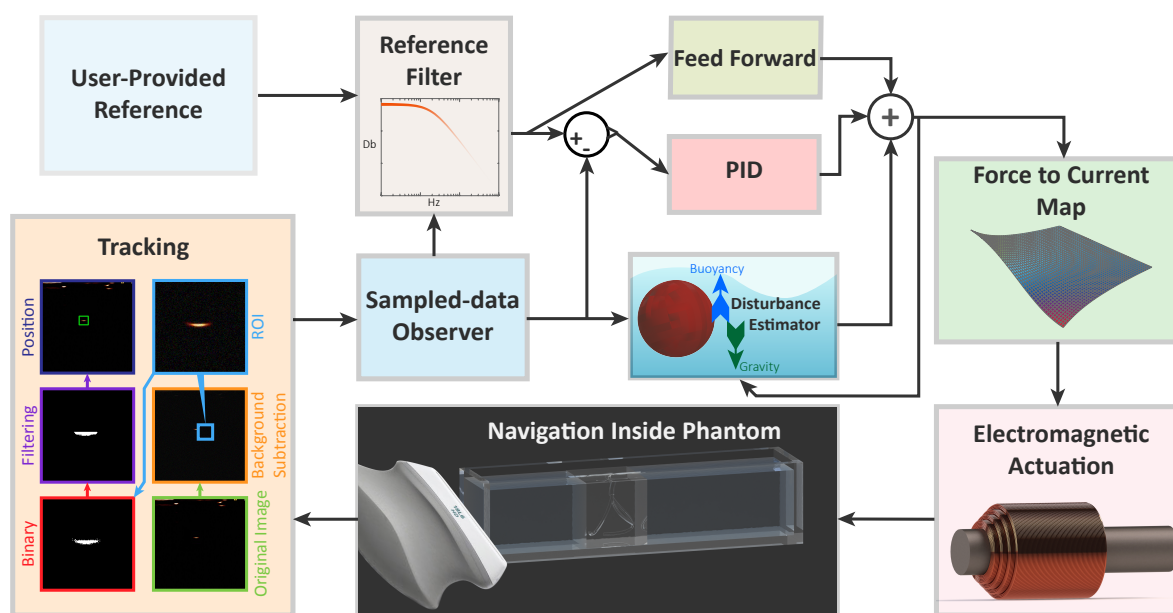 User-Provided
Reference
Reference
Filter
Db
Hz
Feed Forward
+
-
+
PID
Force to Current
Map
Tracking
Position
ROI
Filtering
Background
Subtraction
Binary
Original Image
Sampled-data
Observer
Buoyancy
Disturbance
Estimator
Gravity
Navigation Inside Phantom
Electromagnetic
Actuation